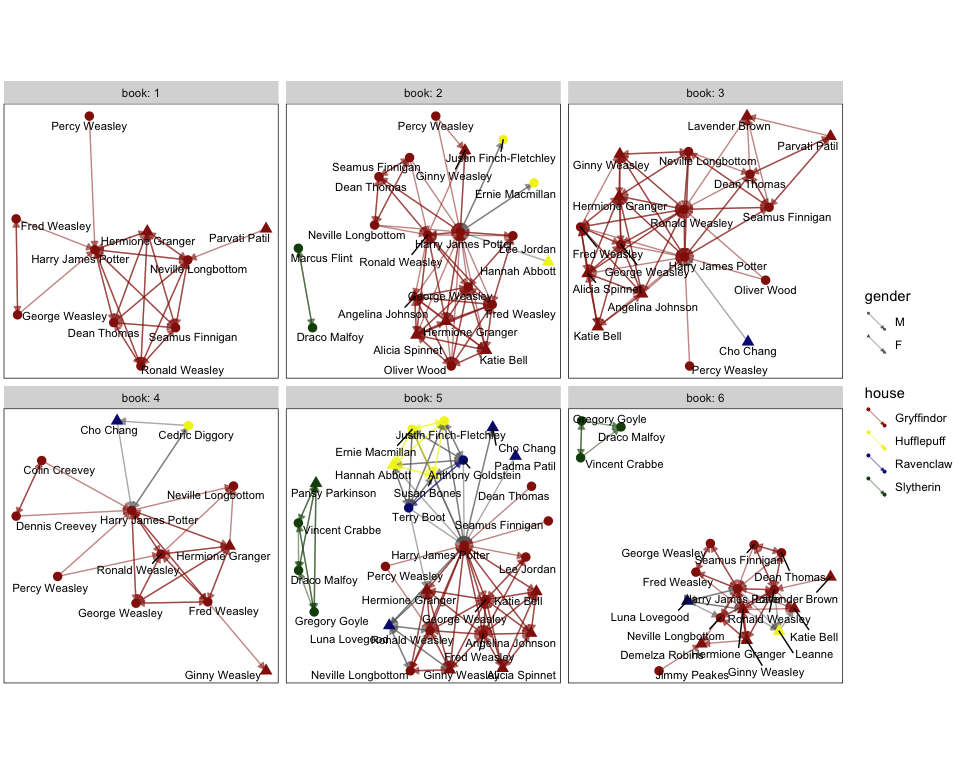 book: 1
book: 2
book: 3
Percy Weasley
Fred Weasley
Hermione Granger
Parvati Patil
Harry James Potter
Neville Longbottom
George Weasley
Dean Thomas
Seamus Finnigan
Ronald Weasley
Percy Weasley
Justin Finch-Fletchley
Seamus Finnigan
Ginny Weasley
Dean Thomas
Ernie Macmillan
Neville Longbottom
Harry James Potter
Lee Jordan
Marcus Flint
Ronald Weasley
Hannah Abbott
George Weasley
Angelina Johnson
Fred Weasley
Draco Malfoy
Hermione Granger
Alicia Spinnet
Katie Bell
Oliver Wood
Lavender Brown
Parvati Patil
Ginny Weasley
Neville Longbottom
Dean Thomas
Hermione Granger
Seamus Finnigan
Ronald Weasley
Fred Weasley
Harry James Potter
George Weasley
Alicia Spinnet
Oliver Wood
Angelina Johnson
Katie Bell
Cho Chang
Percy Weasley
gender
M
F
house
Gryffindor
Hufflepuff
Ravenclaw
Slytherin
book: 4
book: 5
book: 6
Cho Chang
Cedric Diggory
Colin Creevey
Neville Longbottom
Dennis Creevey
Harry James Potter
Hermione Granger
Ronald Weasley
Percy Weasley
George Weasley
Fred Weasley
Ginny Weasley
Justin Finch-Fletchley
Ernie Macmillan
Cho Chang
Padma Patil
Hannah Abbott
Anthony Goldstein
Pansy Parkinson
Susan Bones
Dean Thomas
Terry Boot
Seamus Finnigan
Vincent Crabbe
Harry James Potter
Lee Jordan
Draco Malfoy
Percy Weasley
Hermione Granger
Katie Bell
Gregory Goyle
George Weasley
Luna Lovegood
Ronald Weasley
Angelina Johnson
Fred Weasley
Neville Longbottom
Ginny Weasley
Alicia Spinnet
Gregory Goyle
Draco Malfoy
Vincent Crabbe
George Weasley
Seamus Finnigan
Fred Weasley
Dean Thomas
Harry James Potter
Lavender Brown
Luna Lovegood
Ronald Weasley
Neville Longbottom
Katie Bell
Demelza Robins
Hermione Granger
Leanne
Jimmy Peakes
Ginny Weasley